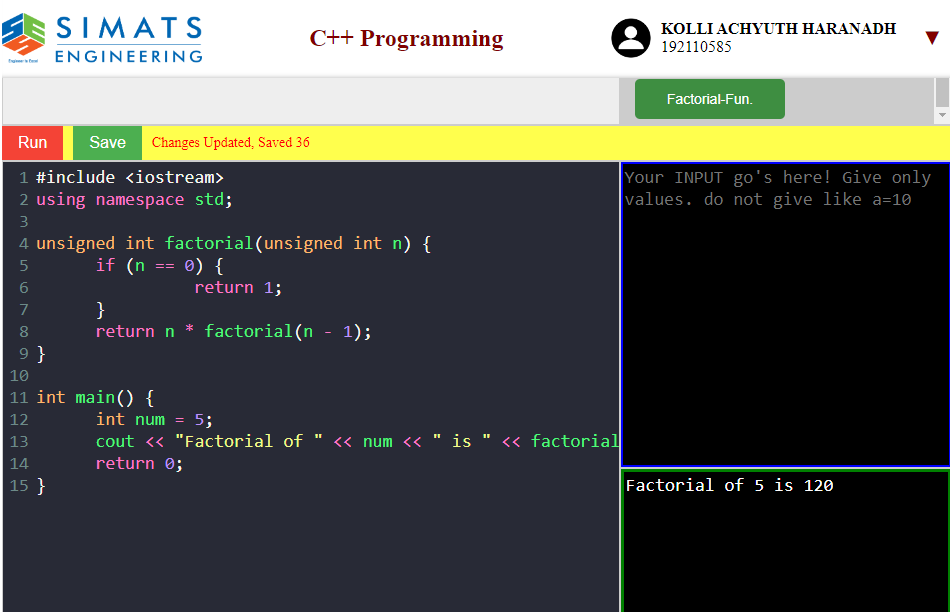 SIMATS
ENGINEERING
Engineer to Excel
C++ Programming
KOLLI ACHYUTH HARANADH
192110585
▼
Factorial-Fun.
Run
Save
Changes Updated, Saved 36
1 #include <iostream>
2 using namespace std;
3
4 unsigned int factorial(unsigned int n) {
5 if (n == 0) {
6 return 1;
7 }
8 return n * factorial(n - 1);
9 }
10
11 int main() {
12 int num = 5;
13 cout << "Factorial of " << num << " is " << factorial
14 return 0;
15 }
Your INPUT go's here! Give only
values. do not give like a=10
Factorial of 5 is 120